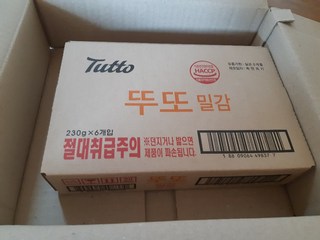 Tutto
HACCP
뚜또 밀감
230g×6개입
절대취급주의
※던지거나 밟으면
제품이 파손됩니다.